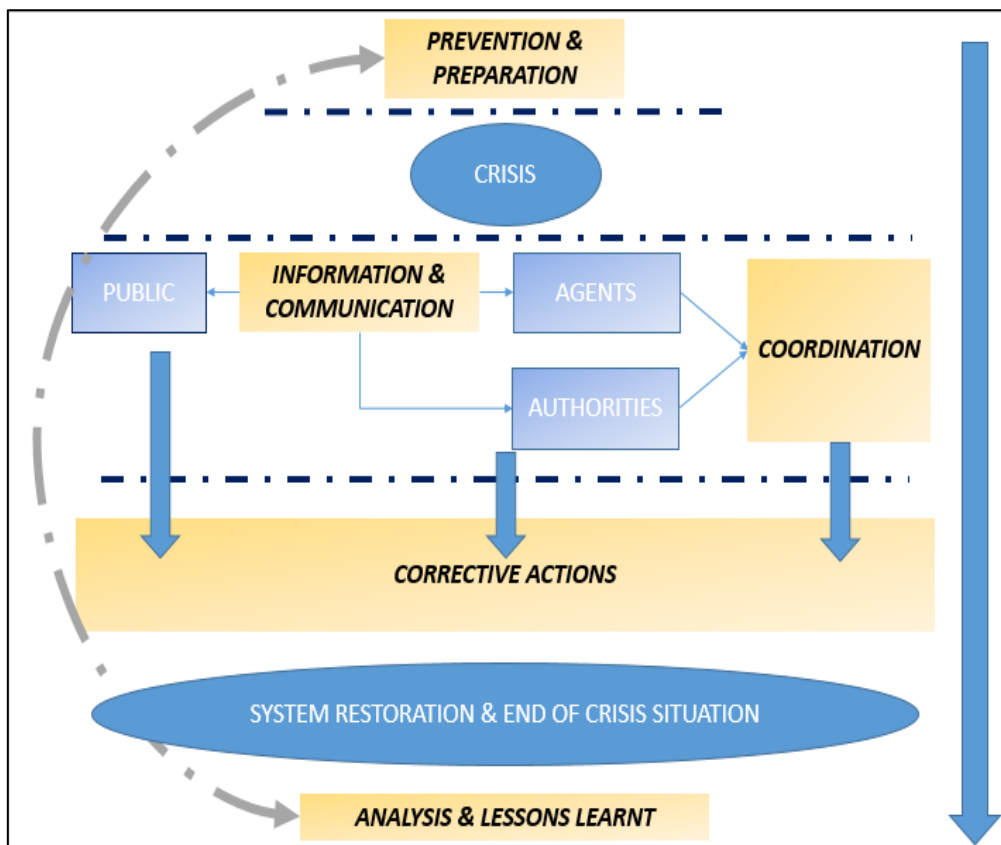 PREVENTION &
PREPARATION
CRISIS
PUBLIC
INFORMATION &
COMMUNICATION
AGENTS
COORDINATION
AUTHORITIES
CORRECTIVE ACTIONS
SYSTEM RESTORATION & END OF CRISIS SITUATION
ANALYSIS & LESSONS LEARNT